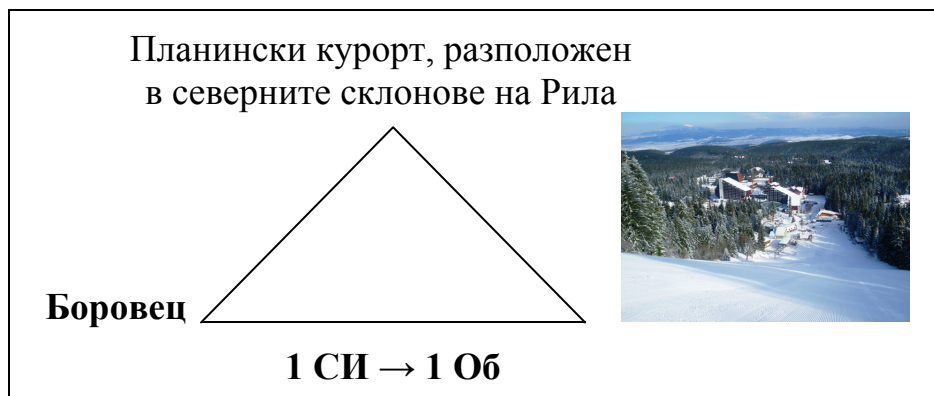 Планински курорт, разположен
в северните склонове на Рила
Боровец
1 СИ → 1 Об